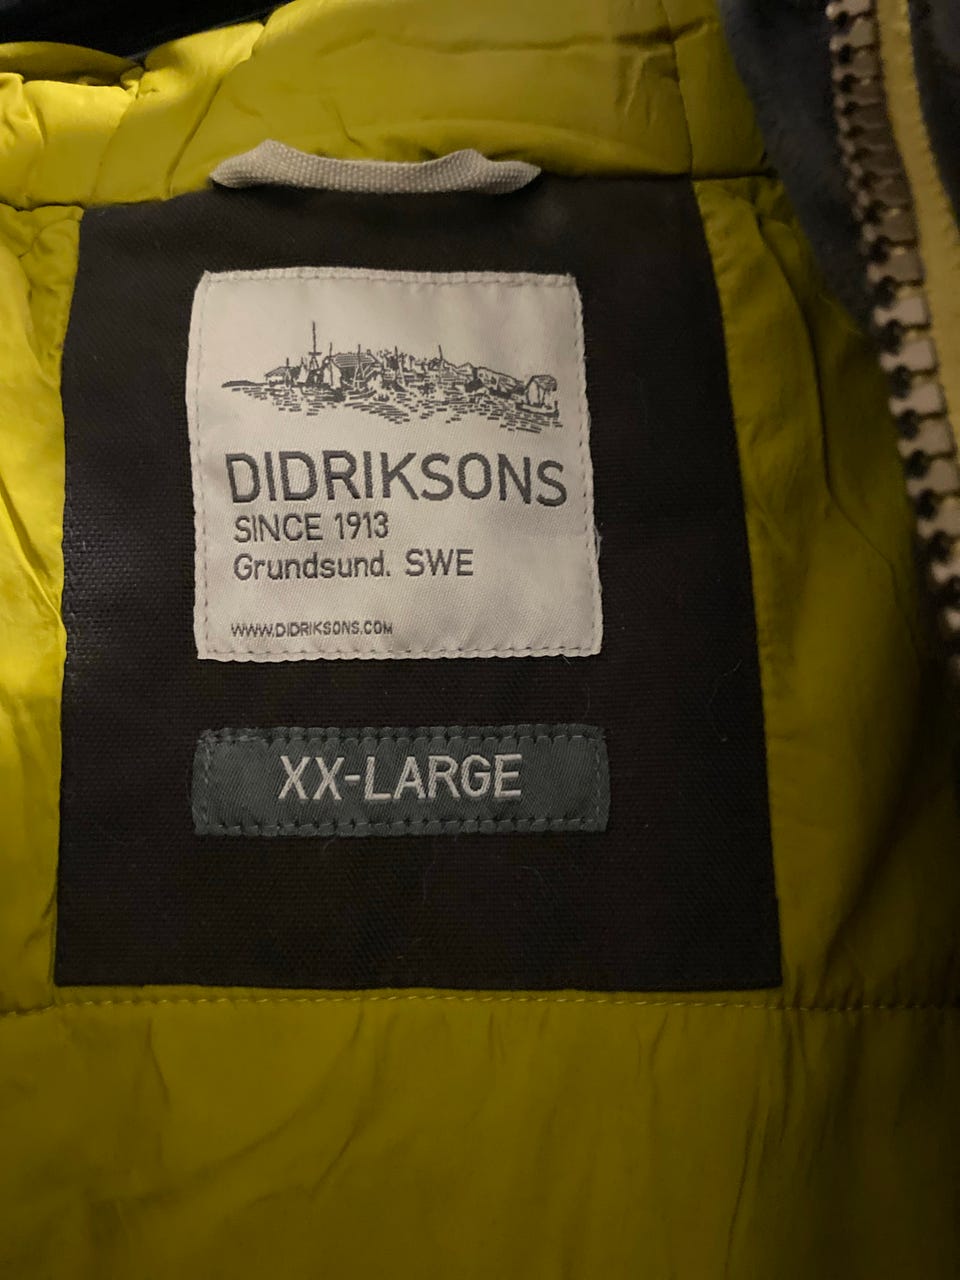 DIDRIKSONS
SINCE 1913
Grundsund. SWE
WWW.DIDRIKSONS.COM
XX-LARGE